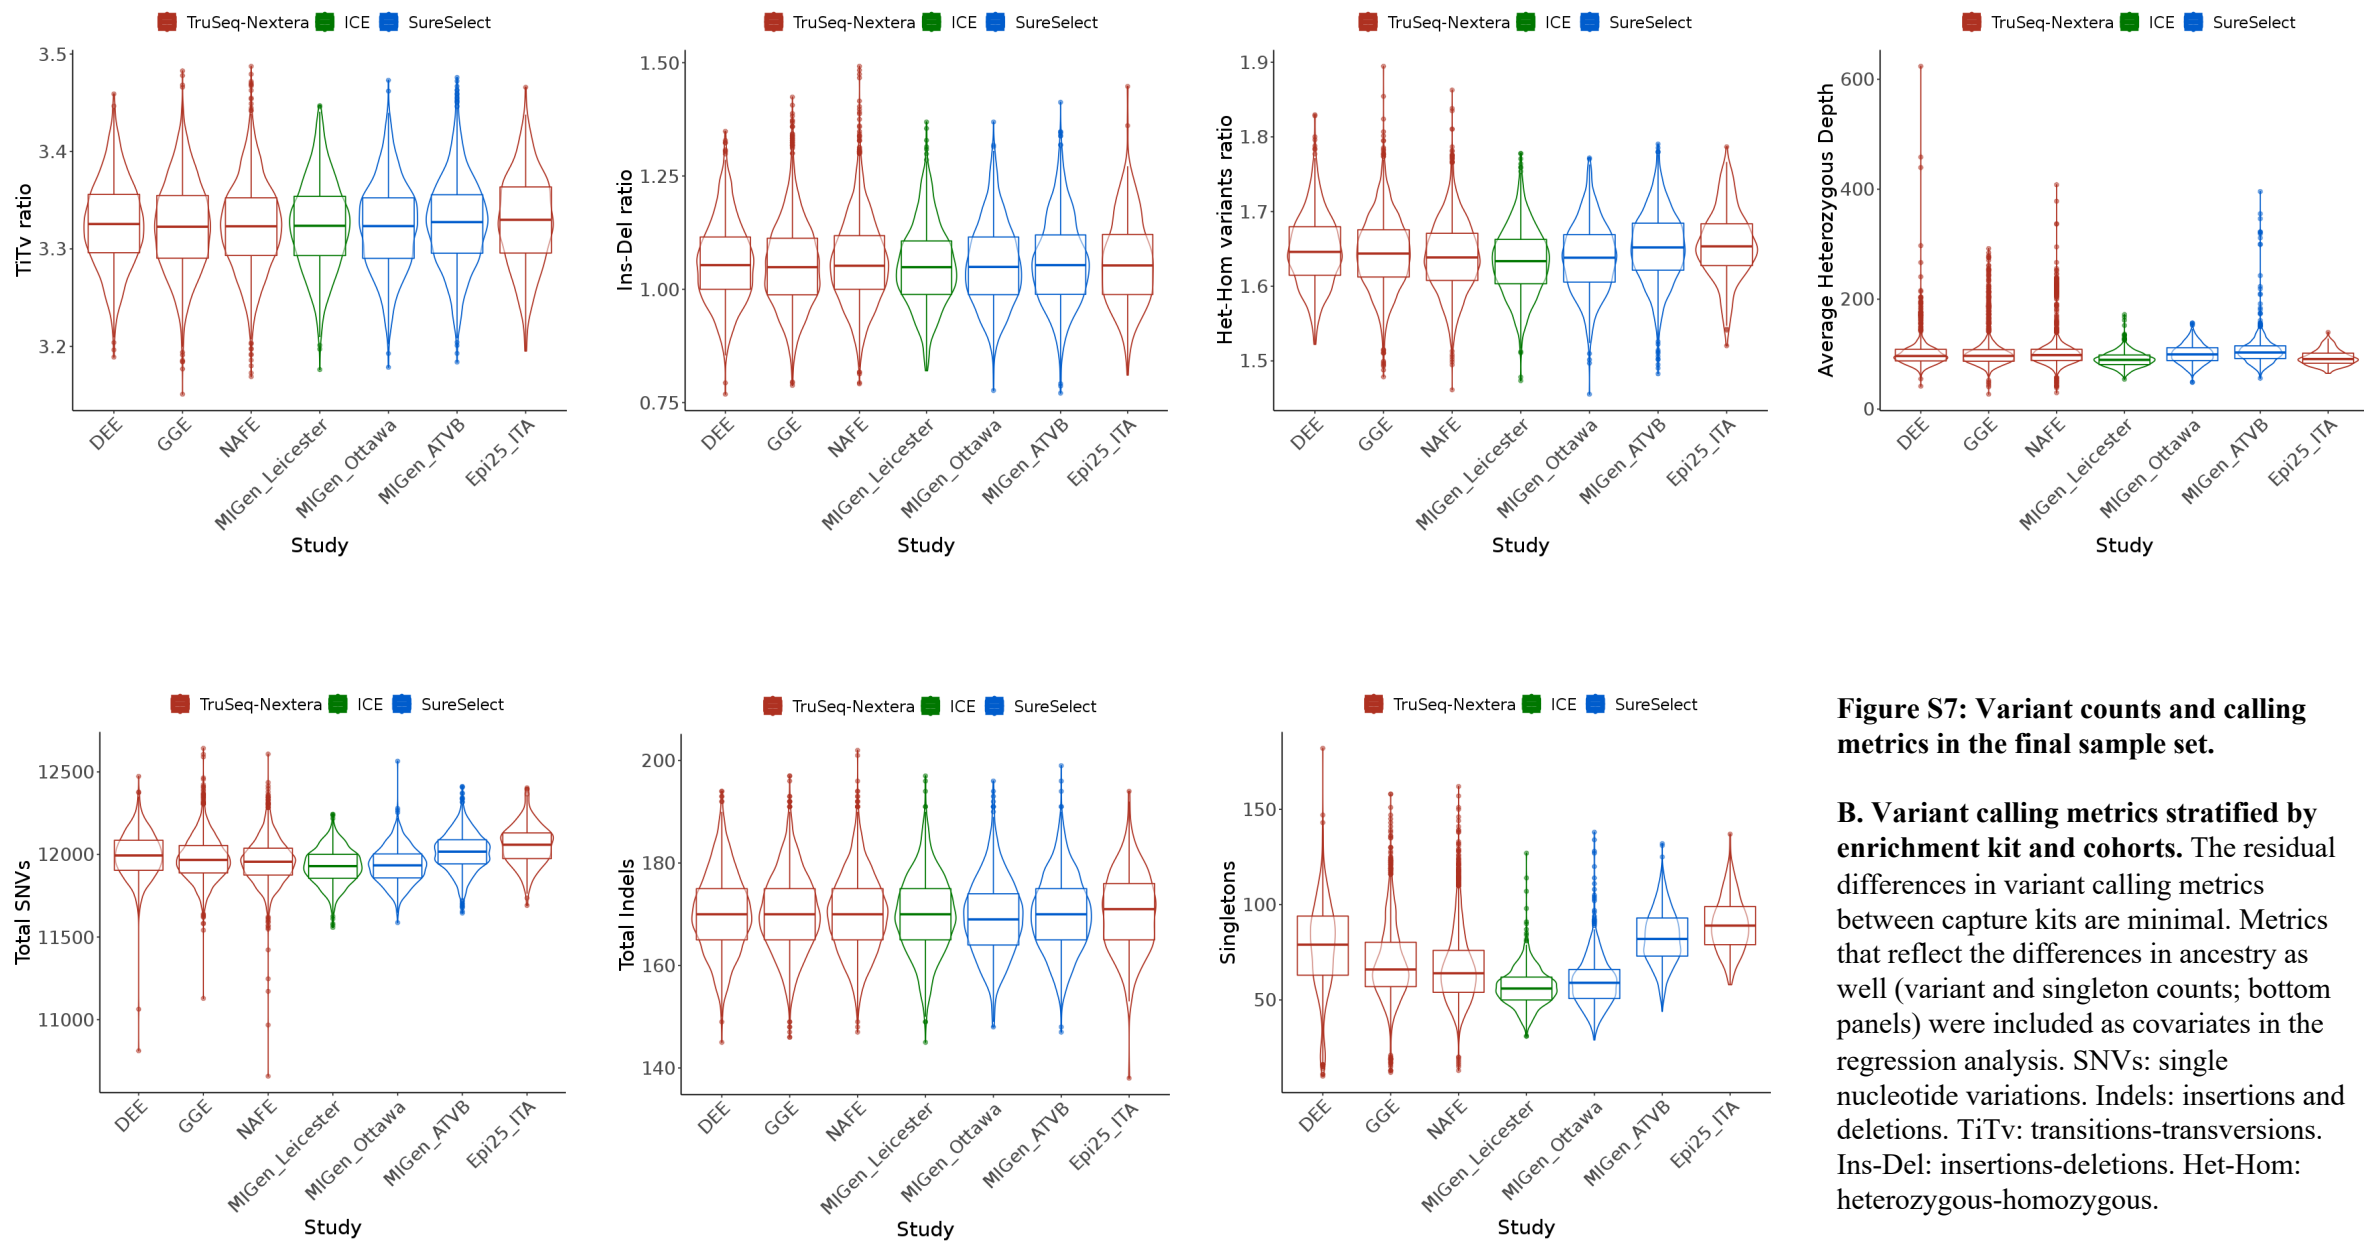 TruSeq-Nextera ICE SureSelect
TiTv ratio
3.5
3.4
3.3
3.2
DEE
GGE
NAFE
MIGen_Leicester
MIGen_Ottawa
MIGen_ATVB
Epi25_ITA
Study
TruSeq-Nextera ICE SureSelect
Ins-Del ratio
1.50
1.25
1.00
0.75
DEE
GGE
NAFE
MIGen_Leicester
MIGen_Ottawa
MIGen_ATVB
Epi25_ITA
Study
TruSeq-Nextera ICE SureSelect
Het-Hom variants ratio
1.9
1.8
1.7
1.6
1.5
DEE
GGE
NAFE
MIGen_Leicester
MIGen_Ottawa
MIGen_ATVB
Epi25_ITA
Study
TruSeq-Nextera ICE SureSelect
Average Heterozygous Depth
600
400
200
0
DEE
GGE
NAFE
MIGen_Leicester
MIGen_Ottawa
MIGen_ATVB
Epi25_ITA
Study
TruSeq-Nextera ICE SureSelect
Total SNVs
12500
12000
11500
11000
DEE
GGE
NAFE
MIGen_Leicester
MIGen_Ottawa
MIGen_ATVB
Epi25_ITA
Study
TruSeq-Nextera ICE SureSelect
Total Indels
200
180
160
140
DEE
GGE
NAFE
MIGen_Leicester
MIGen_Ottawa
MIGen_ATVB
Epi25_ITA
Study
TruSeq-Nextera ICE SureSelect
Singletons
150
100
50
DEE
GGE
NAFE
MIGen_Leicester
MIGen_Ottawa
MIGen_ATVB
Epi25_ITA
Study
Figure S7: Variant counts and calling
metrics in the final sample set.
B. Variant calling metrics stratified by
enrichment kit and cohorts. The residual
differences in variant calling metrics
between capture kits are minimal. Metrics
that reflect the differences in ancestry as
well (variant and singleton counts; bottom
panels) were included as covariates in the
regression analysis. SNVs: single
nucleotide variations. Indels: insertions and
deletions. TiTv: transitions-transversions.
Ins-Del: insertions-deletions. Het-Hom:
heterozygous-homozygous.